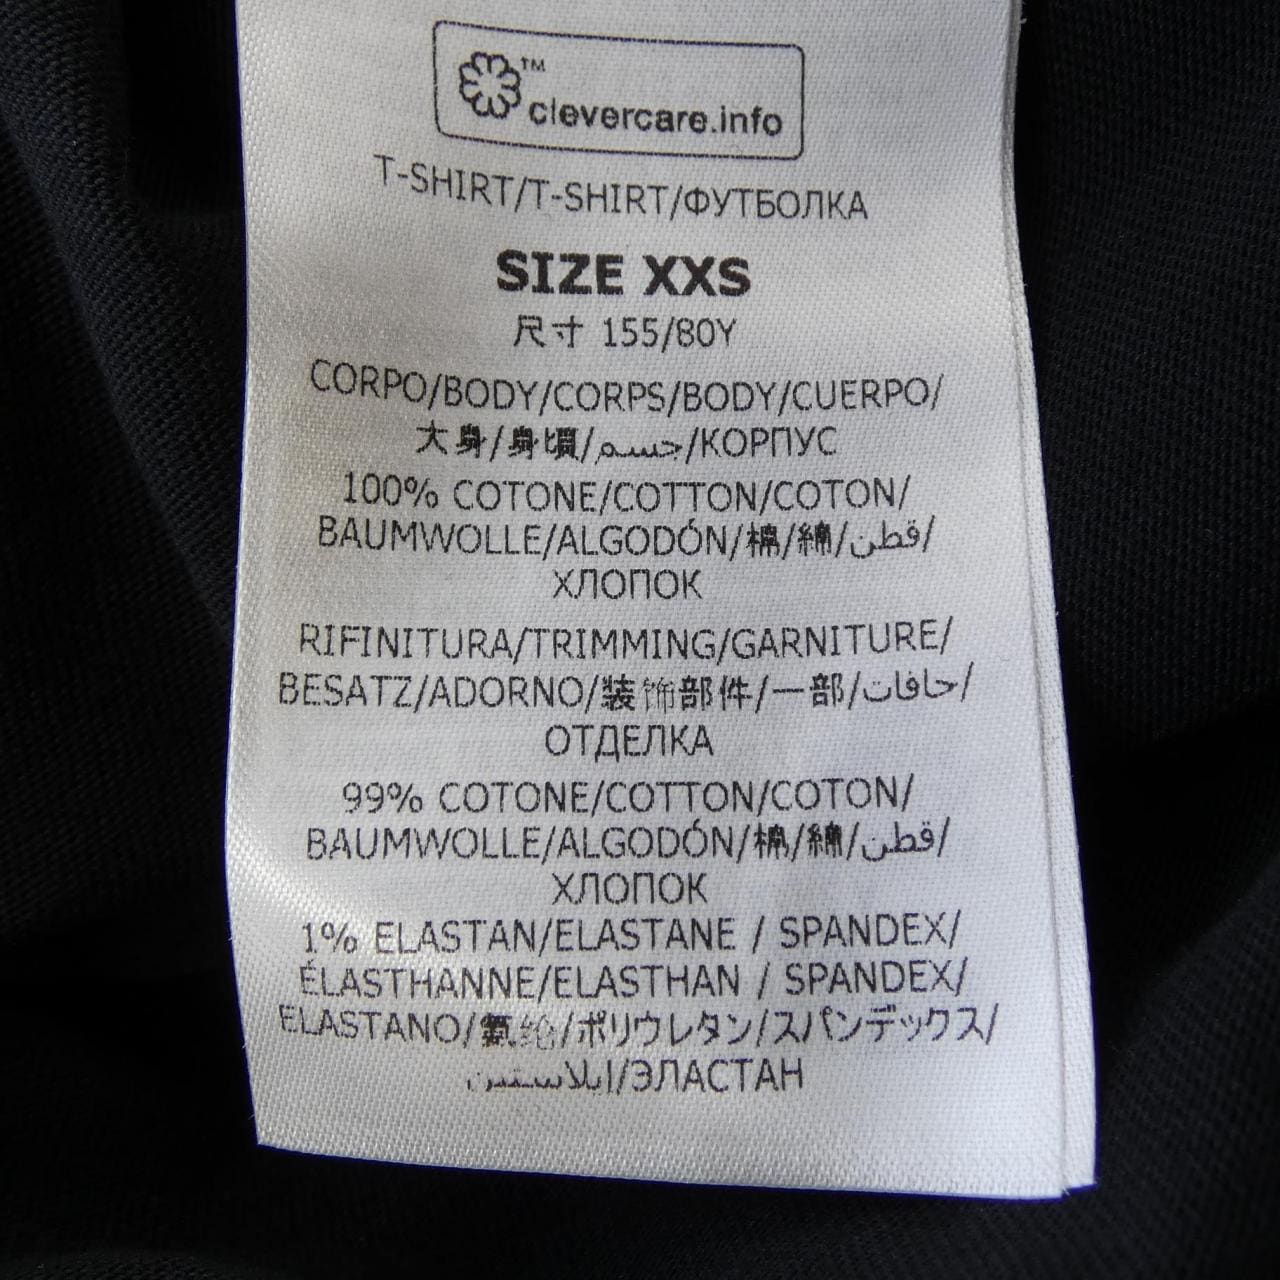 ™ clevercare.info
T-SHIRT/T-SHIRT/ФУТБОЛКА
SIZE XXS
尺寸 155/80Y
CORPO/BODY/CORPS/BODY/CUERPO/
大身/身頃/جسم/КОРПУС
100% COTONE/COTTON/COTON/
BAUMWOLLE/ALGODÓN/棉/綿/قطن/
ХЛОПОК
RIFINITURA/TRIMMING/GARNITURE/
BESATZ/ADORNO/装饰部件/一部/حافات/
ОТДЕЛКА
99% COTONE/COTTON/COTON/
BAUMWOLLE/ALGODÓN/棉/綿/قطن/
ХЛОПОК
1% ELASTAN/ELASTANE / SPANDEX/
ÉLASTHANNE/ELASTHAN / SPANDEX/
ELASTANO/氨纶/ポリウレタン/スパンデックス/
إيلاستين/ЭЛАСТАН